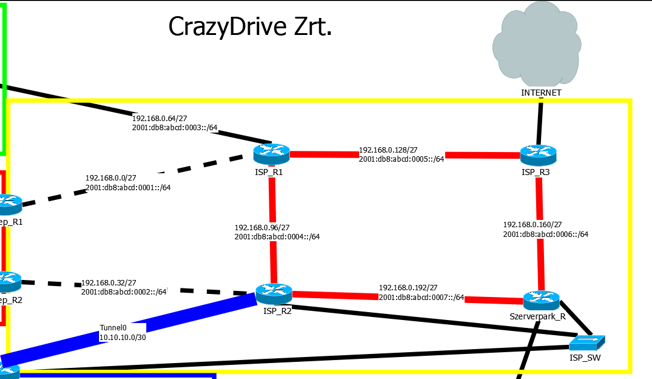 CrazyDrive Zrt.
INTERNET
192.168.0.64/27
2001:db8:abcd:0003::/64
192.168.0.128/27
2001:db8:abcd:0005::/64
ISP_R1
ISP_R3
192.168.0.0/27
2001:db8:abcd:0001::/64
ep_R1
192.168.0.96/27
2001:db8:abcd:0004::/64
192.168.0.160/27
2001:db8:abcd:0006::/64
192.168.0.32/27
2001:db8:abcd:0002::/64
ep_R2
192.168.0.192/27
2001:db8:abcd:0007::/64
ISP_R2
Szerverpark_R
Tunnel0
10.10.10.0/30
ISP_SW